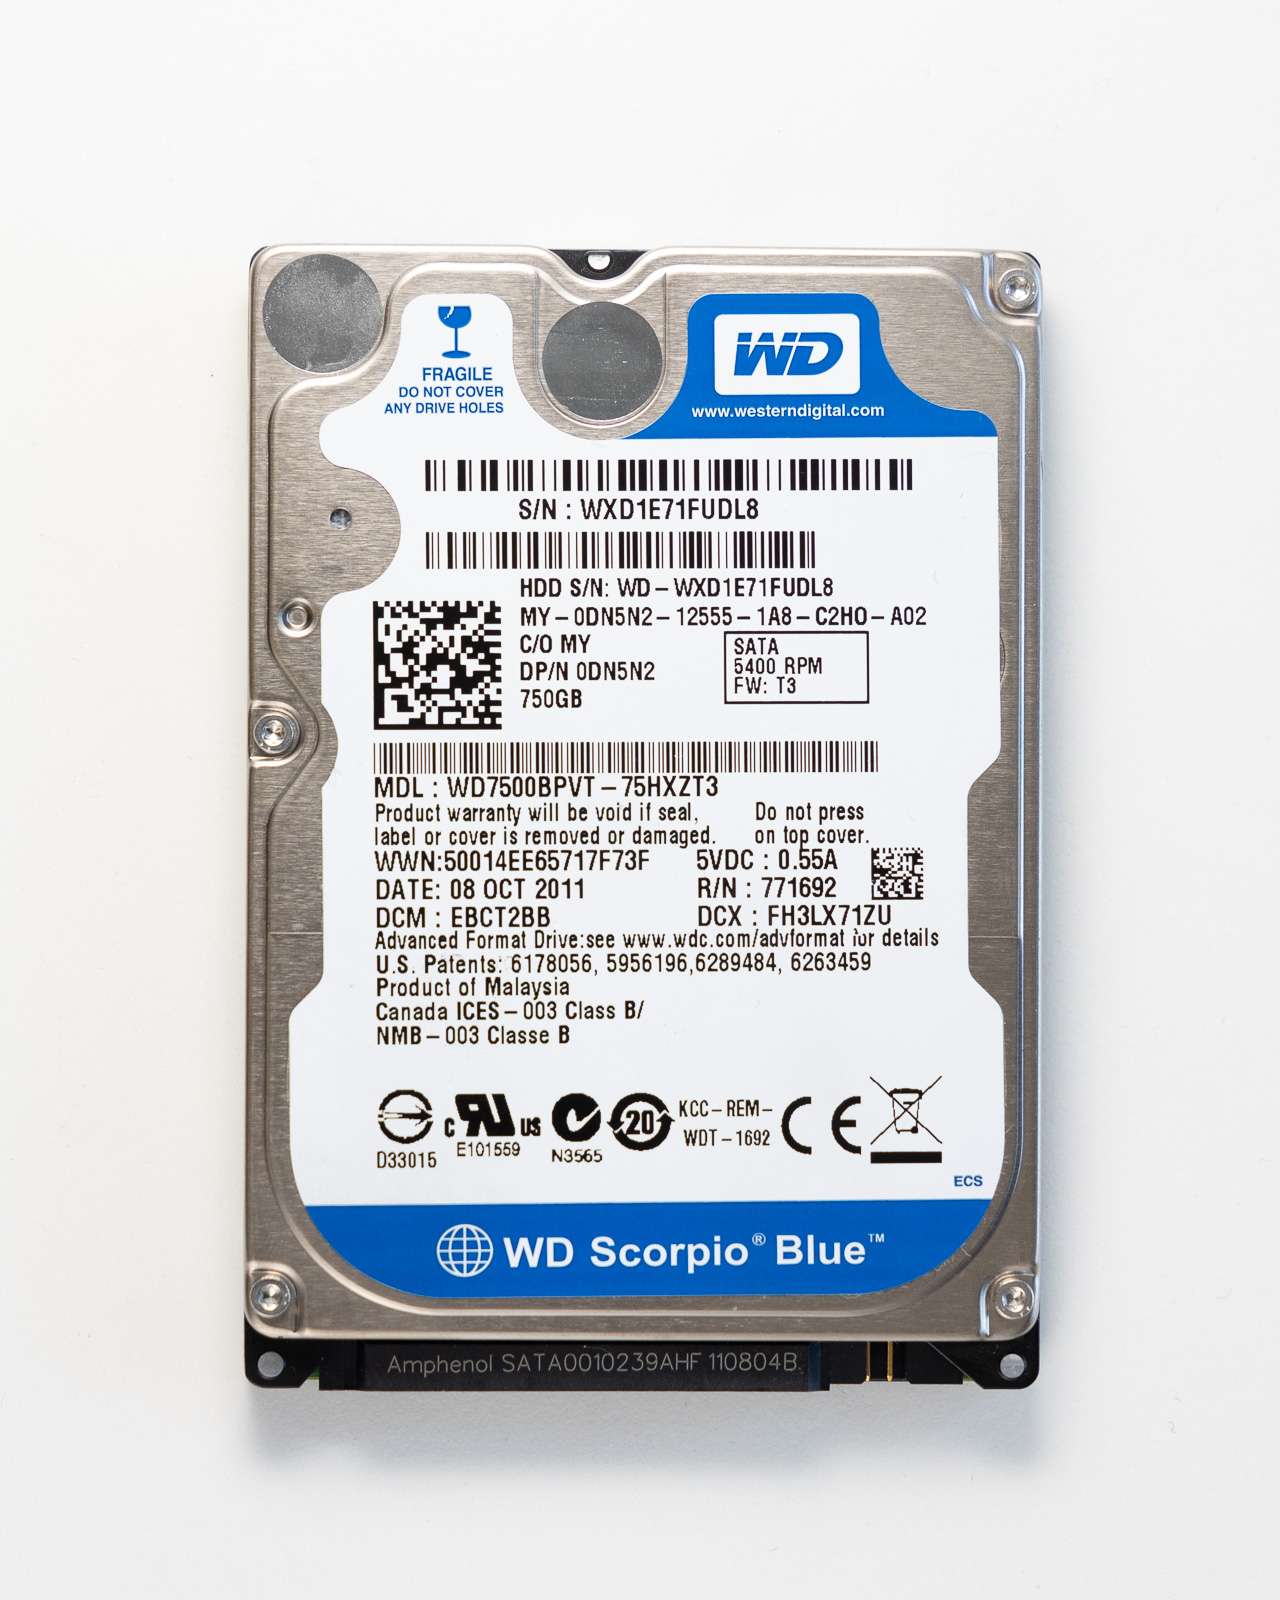 FRAGILE
DO NOT COVER
ANY DRIVE HOLES
WD
www.westerndigital.com
S/N : WXD1E71FUDL8
HDD S/N: WD-WXD1E71FUDL8
MY-0DN5N2-12555-1A8-C2HO-A02
C/O MY
DP/N 0DN5N2
750GB
SATA
5400 RPM
FW: T3
MDL : WD7500BPVT-75HXZT3
Product warranty will be void if seal,
label or cover is removed or damaged.
Do not press
on top cover.
WWN:50014EE65717F73F
5VDC : 0.55A
DATE: 08 OCT 2011
R/N : 771692
DCM : EBCT2BB
DCX : FH3LX71ZU
Advanced Format Drive:see www.wdc.com/advformat for details
U.S. Patents: 6178056, 5956196,6289484, 6263459
Product of Malaysia
Canada ICES-003 Class B/
NMB-003 Classe B
D33015
c RU US
E101559
N3565
20
KCC-REM-
WDT-1692
CE
ECS
WD Scorpio® Blue™
Amphenol SATA0010239AHF 110804B